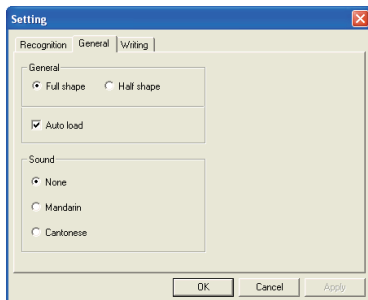 Setting
Recognition General Writing
General
Full shape Half shape
Auto load
Sound
None
Mandarin
Cantonese
OK Cancel Apply